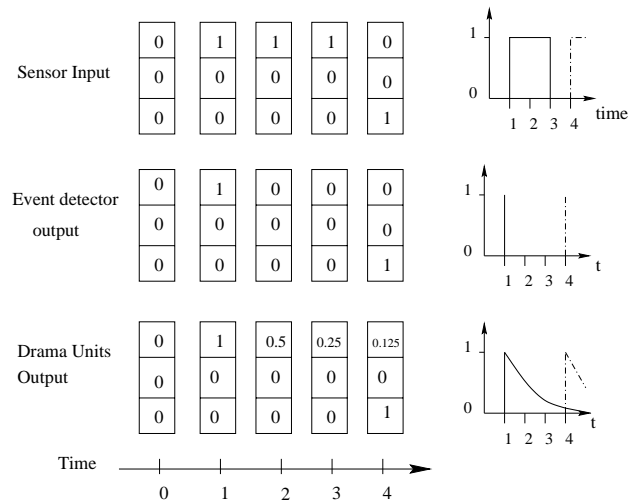 0 1 1 1 0
Sensor Input
0 0 0 0 0
0 0 0 0 1
1
0
1 2 3 4
time
0 1 0 0 0
Event detector
output
0 0 0 0 0
0 0 0 0 1
1
0
1 2 3 4
t
0 1 0.5 0.25 0.125
Drama Units
Output
0 0 0 0 0
0 0 0 0 1
1
0
1 2 3 4
t
Time
0 1 2 3 4